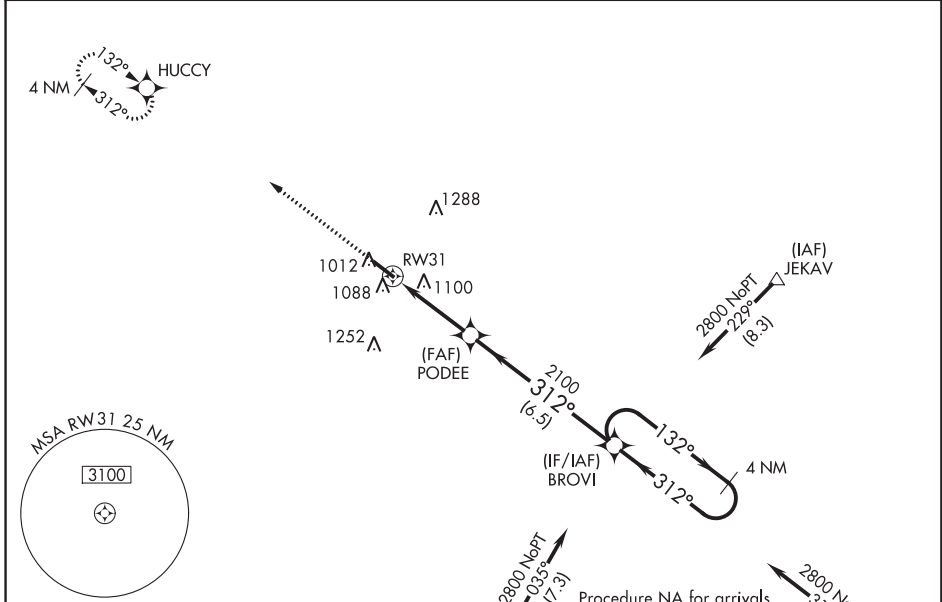 132°
HUCCY
4 NM
312°
1288
1012
RW31
1088
1100
(IAF)
JEKAV
2800 NoPT
229°
(8.3)
1252
(FAF)
PODEE
2100
312°
(6.5)
MSA RW31 25 NM
3100
132°
(IF/IAF)
BROVI
4 NM
312°
2800 NoPT
035°
2800
Procedure NA for arrivals